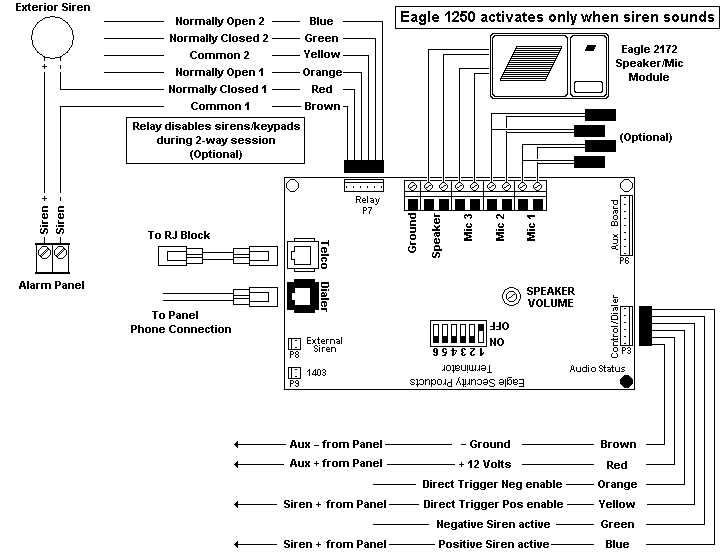 Exterior Siren
Eagle 1250 activates only when siren sounds
Normally Open 2 Blue
Normally Closed 2 Green
Common 2 Yellow
Normally Open 1 Orange
Normally Closed 1 Red
Common 1 Brown
+ -
Eagle 2172
Speaker/Mic
Module
Relay disables sirens/keypads
during 2-way session
(Optional)
(Optional)
Relay
P7
Ground
Speaker
Mic 3
Mic 2
Mic 1
Aux Board
P6
Siren +
Siren -
Alarm Panel
To RJ Block
Telco
To Panel
Phone Connection
Dialer
SPEAKER
VOLUME
Control/Dialer
P3
External
Siren
P8
1403
P9
OFF
ON
6 5 4 3 2 1
Terminator
Eagle Security Products
Audio Status
Aux – from Panel – Ground Brown
Aux + from Panel + 12 Volts Red
Direct Trigger Neg enable Orange
Siren + from Panel Direct Trigger Pos enable Yellow
Negative Siren active Green
Siren + from Panel Positive Siren active Blue